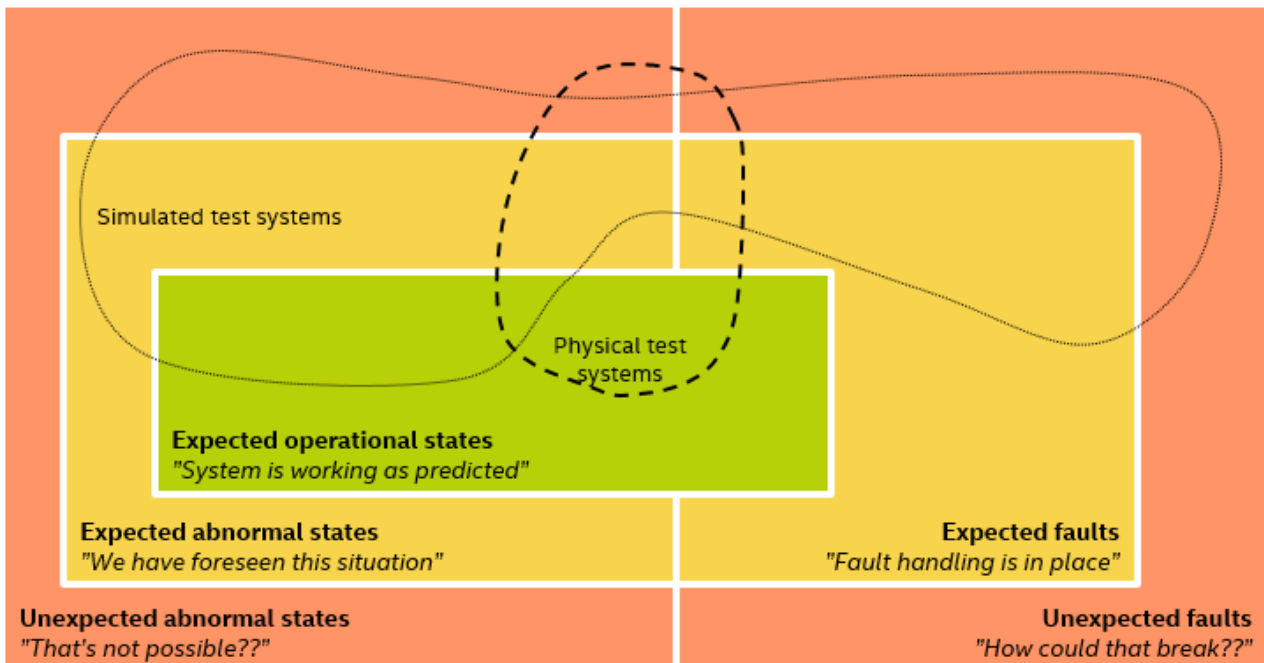 Simulated test systems
Physical test
systems
Expected operational states
"System is working as predicted"
Expected abnormal states
"We have foreseen this situation"
Expected faults
"Fault handling is in place"
Unexpected abnormal states
"That's not possible??"
Unexpected faults
"How could that break??"